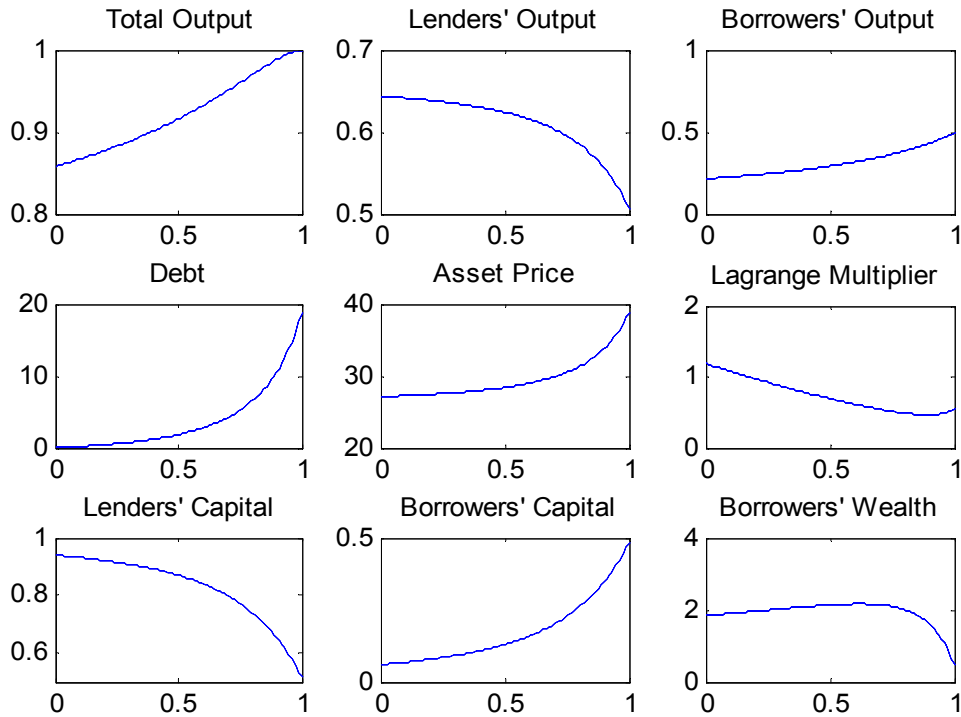 Total Output
Lenders' Output
Borrowers' Output
1
0.9
0.8
0 0.5 1
0.7
0.6
0.5
0 0.5 1
1
0.5
0
0 0.5 1
Debt
Asset Price
Lagrange Multiplier
20
10
0
0 0.5 1
40
30
20
0 0.5 1
2
1
0
0 0.5 1
Lenders' Capital
Borrowers' Capital
Borrowers' Wealth
1
0.8
0.6
0 0.5 1
0.5
0
0 0.5 1
4
2
0
0 0.5 1